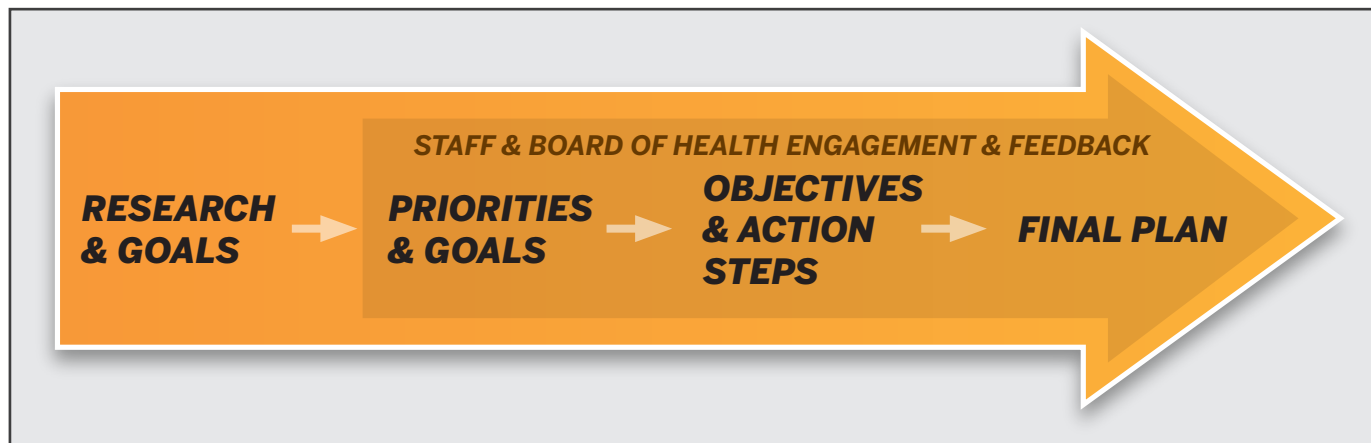 STAFF & BOARD OF HEALTH ENGAGEMENT & FEEDBACK
RESEARCH
& GOALS
PRIORITIES
& GOALS
OBJECTIVES
& ACTION
STEPS
FINAL PLAN